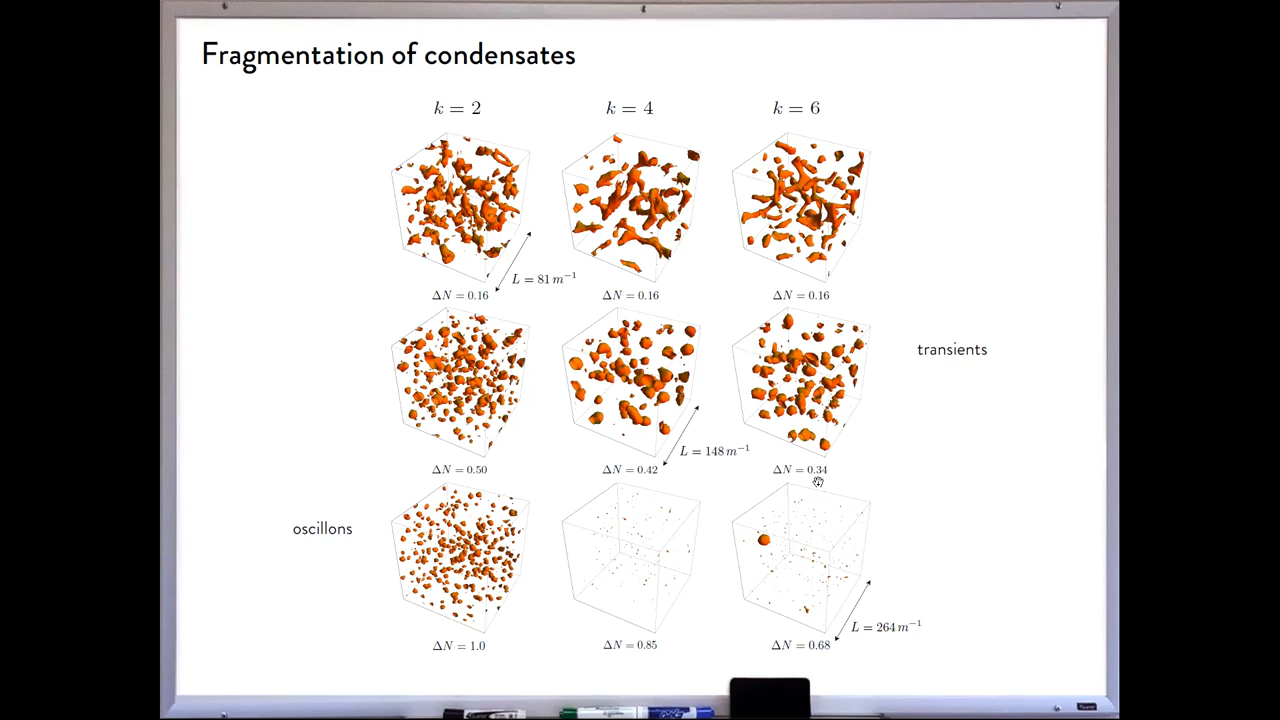 Fragmentation of condensates
k = 2
k = 4
k = 6
L = 81 m⁻¹
ΔN = 0.16
ΔN = 0.16
ΔN = 0.16
transients
L = 148 m⁻¹
ΔN = 0.50
ΔN = 0.42
ΔN = 0.34
oscillons
L = 264 m⁻¹
ΔN = 1.0
ΔN = 0.85
ΔN = 0.68